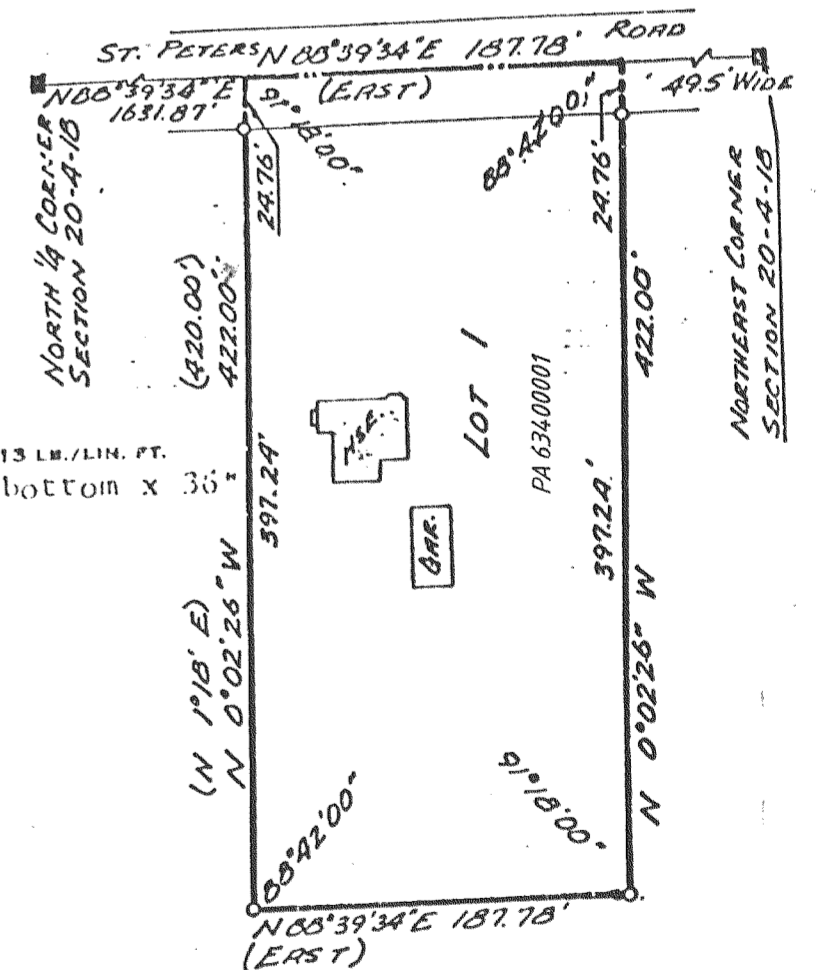 ST. PETERS ROAD
N 88°39'34"E 187.78'
(EAST)
49.5' WIDE
N88°39'34"E
1631.87'
NORTH 1/4 CORNER
SECTION 20-4-18
NORTHEAST CORNER
SECTION 20-4-18
91°18'00"
88°42'00"
24.76'
24.76'
(420.00')
422.00'
422.00'
397.24'
397.24'
LOT 1
PA63400001
HSE.
GAR.
13 LB./LIN. FT.
bottom x 36"
(N 1°18' E)
N 0°02'26" W
N 0°02'26" W
88°42'00"
91°18'00"
N 88°39'34"E 187.78'
(EAST)